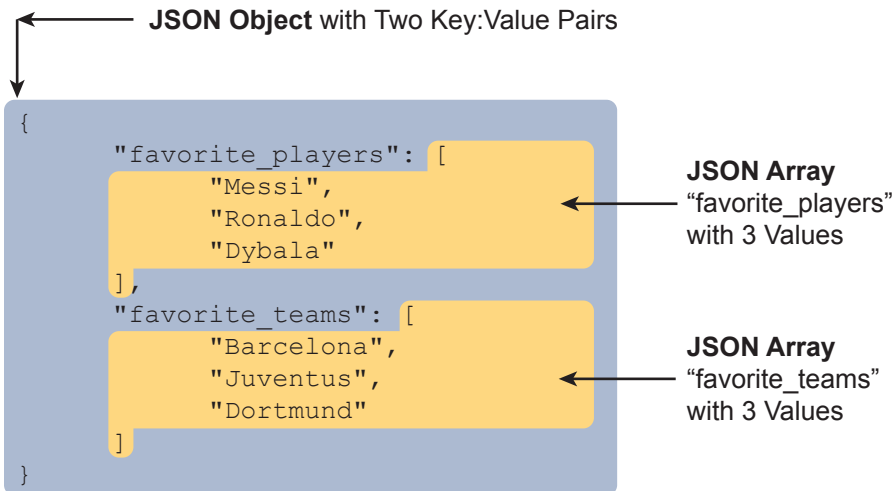 JSON Object with Two Key:Value Pairs
{
"favorite_players": [
"Messi",
"Ronaldo",
"Dybala"
],
"favorite_teams": [
"Barcelona",
"Juventus",
"Dortmund"
]
}
JSON Array
“favorite_players”
with 3 Values
JSON Array
“favorite_teams”
with 3 Values